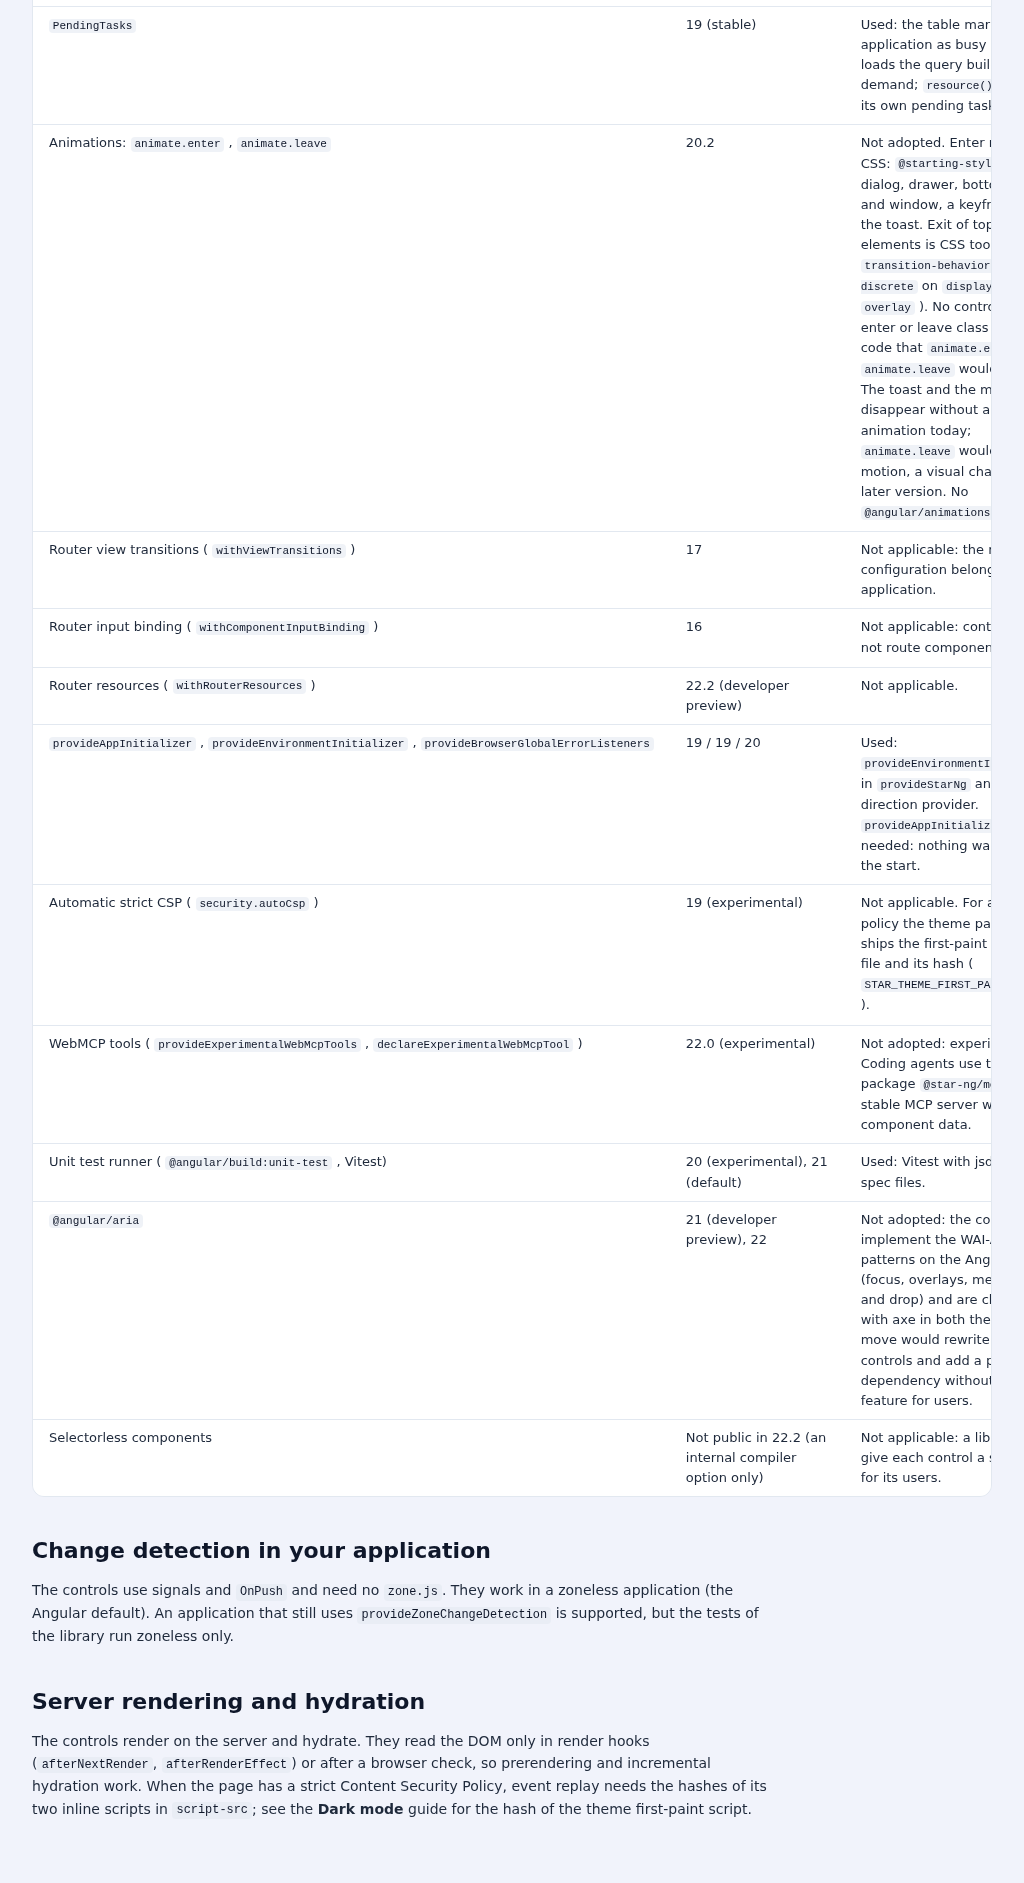 PendingTasks
19 (stable)
Used: the table mar
application as busy
loads the query buil
demand; resource()
its own pending task
Animations: animate.enter , animate.leave
20.2
Not adopted. Enter
CSS: @starting-styl
dialog, drawer, botto
and window, a keyfr
the toast. Exit of top
elements is CSS too
transition-behavior
discrete on display
overlay ). No contro
enter or leave class
code that animate.e
animate.leave woul
The toast and the m
disappear without a
animation today;
animate.leave woul
motion, a visual cha
later version. No
@angular/animations
Router view transitions ( withViewTransitions )
17
Not applicable: the
configuration belong
application.
Router input binding ( withComponentInputBinding )
16
Not applicable: cont
not route componen
Router resources ( withRouterResources )
22.2 (developer
preview)
Not applicable.
provideAppInitializer , provideEnvironmentInitializer , provideBrowserGlobalErrorListeners
19 / 19 / 20
Used:
provideEnvironmentI
in provideStarNg an
direction provider.
provideAppInitializ
needed: nothing wa
the start.
Automatic strict CSP ( security.autoCsp )
19 (experimental)
Not applicable. For a
policy the theme pa
ships the first-paint
file and its hash (
STAR_THEME_FIRST_PA
).
WebMCP tools ( provideExperimentalWebMcpTools , declareExperimentalWebMcpTool )
22.0 (experimental)
Not adopted: experi
Coding agents use t
package @star-ng/m
stable MCP server w
component data.
Unit test runner ( @angular/build:unit-test , Vitest)
20 (experimental), 21
(default)
Used: Vitest with jsd
spec files.
@angular/aria
21 (developer
preview), 22
Not adopted: the co
implement the WAI-
patterns on the Ang
(focus, overlays, me
and drop) and are cl
with axe in both the
move would rewrite
controls and add a p
dependency without
feature for users.
Selectorless components
Not public in 22.2 (an
internal compiler
option only)
Not applicable: a lib
give each control a s
for its users.
Change detection in your application
The controls use signals and OnPush and need no zone.js. They work in a zoneless application (the
Angular default). An application that still uses provideZoneChangeDetection is supported, but the tests of
the library run zoneless only.
Server rendering and hydration
The controls render on the server and hydrate. They read the DOM only in render hooks
(afterNextRender, afterRenderEffect) or after a browser check, so prerendering and incremental
hydration work. When the page has a strict Content Security Policy, event replay needs the hashes of its
two inline scripts in script-src; see the Dark mode guide for the hash of the theme first-paint script.